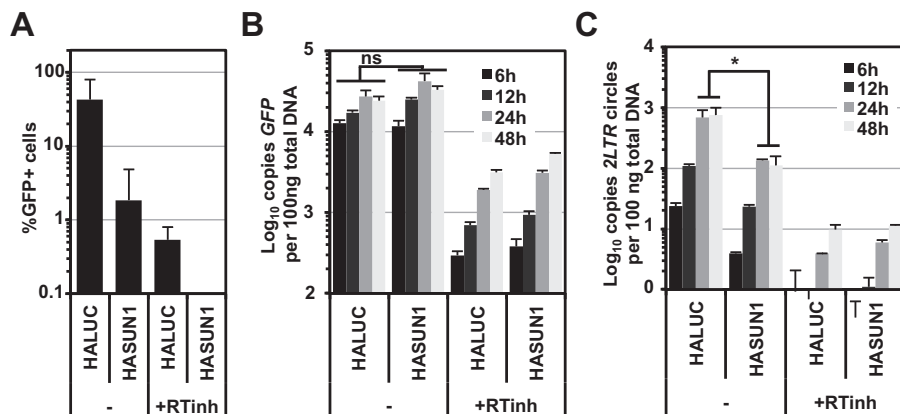 A
%GFP+ cells
100
10
1
0.1
HALUC
HASUN1
HALUC
HASUN1
-
+RTinh
B
Log10 copies GFP
per 100ng total DNA
5
4
3
2
ns
6h
12h
24h
48h
HALUC
HASUN1
HALUC
HASUN1
-
+RTinh
C
Log10 copies 2LTR circles
per 100 ng total DNA
4
3
2
1
0
*
6h
12h
24h
48h
HALUC
HASUN1
HALUC
HASUN1
-
+RTinh